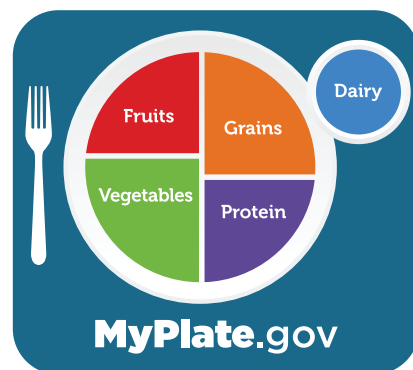 Fruits
Grains
Dairy
Vegetables
Protein
MyPlate.gov